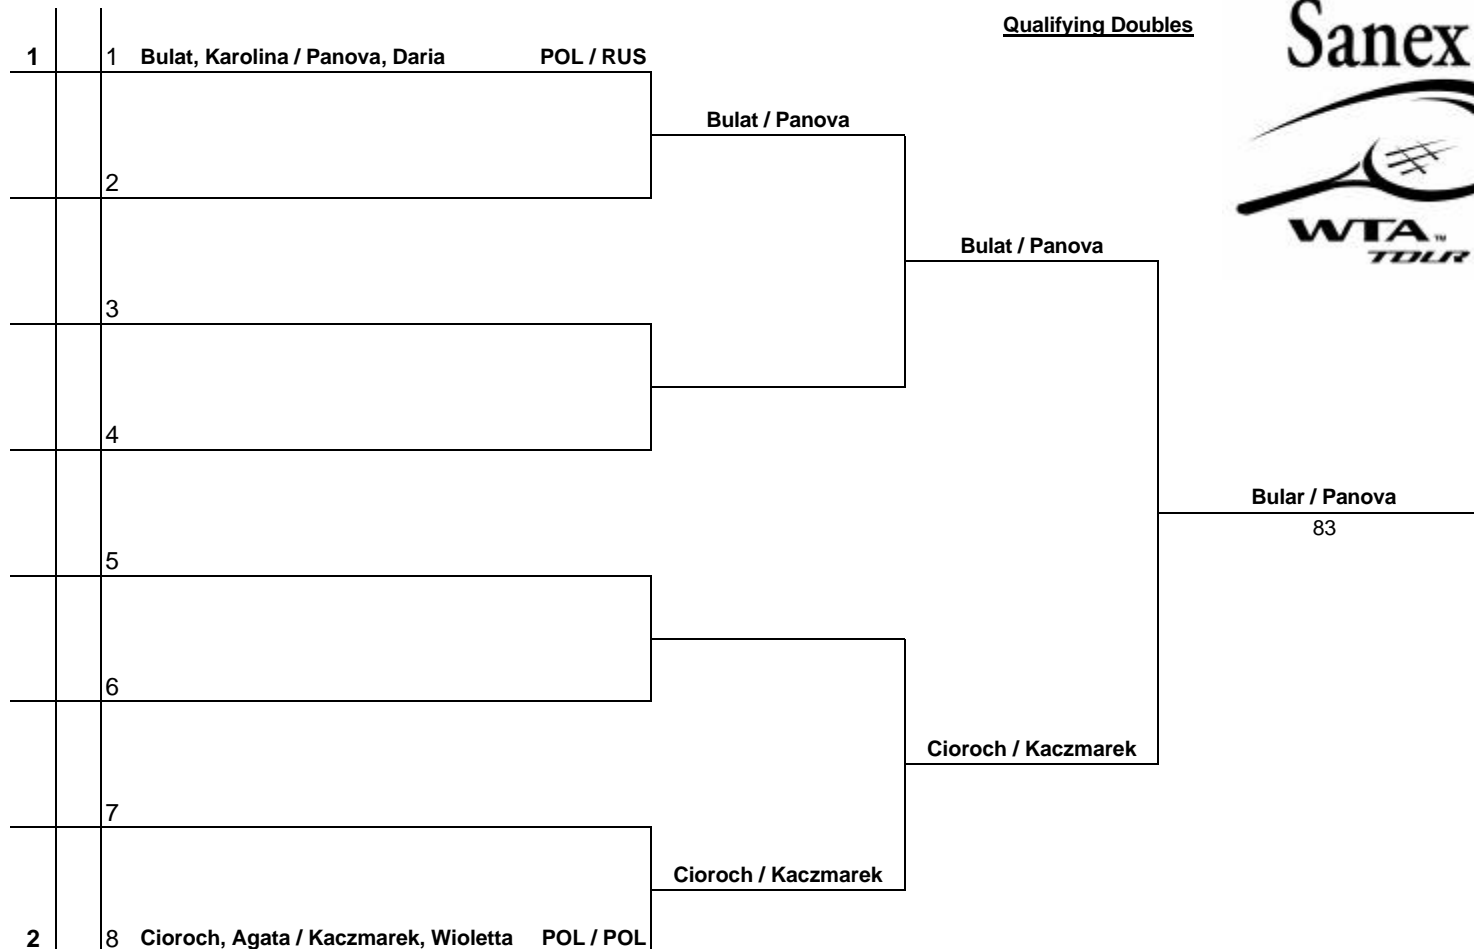 Qualifying Doubles
Sanex
WTA™
TOUR
1 1 Bulat, Karolina / Panova, Daria POL / RUS
Bulat / Panova
2
Bulat / Panova
3
4
Bular / Panova
83
5
6
Cioroch / Kaczmarek
7
Cioroch / Kaczmarek
2 8 Cioroch, Agata / Kaczmarek, Wioletta POL / POL